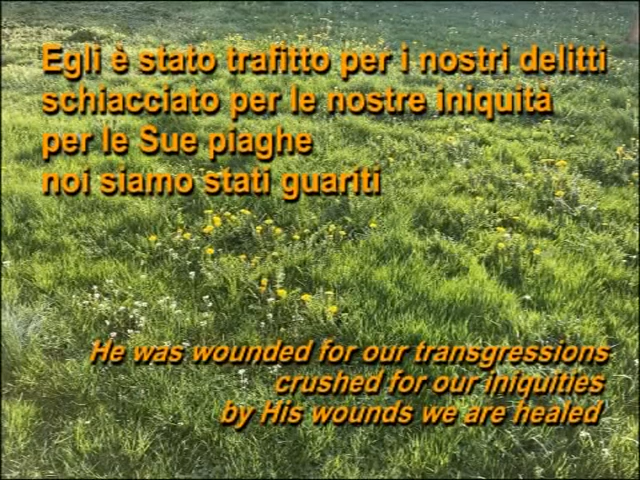 Egli è stato trafitto per i nostri delitti
schiacciato per le nostre iniquità
per le Sue piaghe
noi siamo stati guariti
He was wounded for our transgressions
crushed for our iniquities
by His wounds we are healed